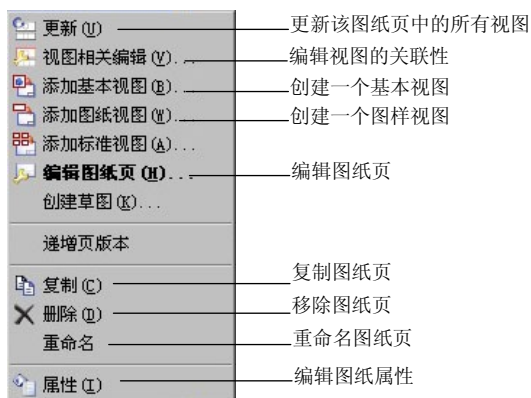 更新(U) 更新该图纸页中的所有视图
视图相关编辑(V)... 编辑视图的关联性
添加基本视图(B)... 创建一个基本视图
添加图纸视图(W)... 创建一个图样视图
添加标准视图(A)...
编辑图纸页(H)... 编辑图纸页
创建草图(K)...
递增页版本
复制(C) 复制图纸页
删除(D) 移除图纸页
重命名 重命名图纸页
属性(I) 编辑图纸属性